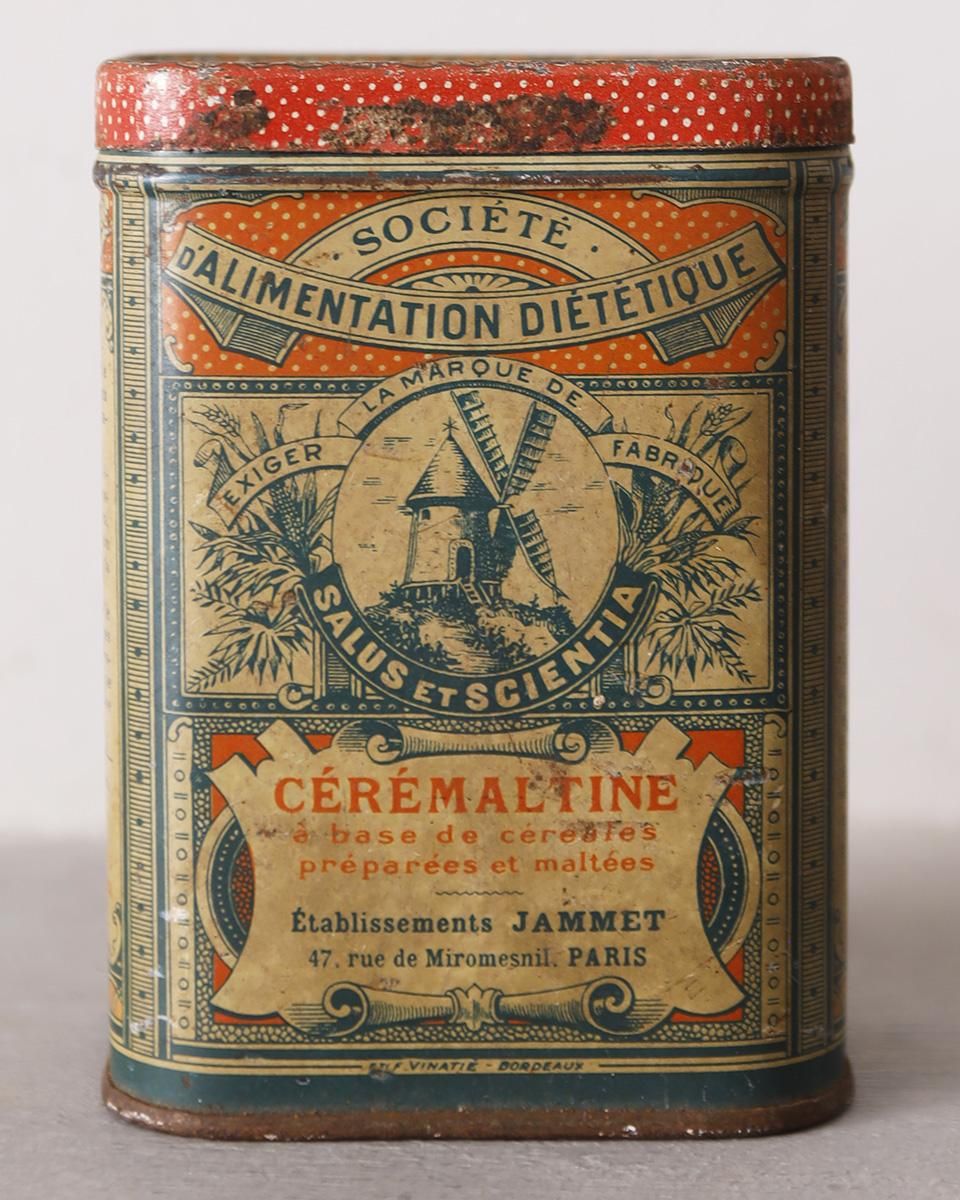 SOCIÉTÉ
D'ALIMENTATION DIÉTÉTIQUE
EXIGER LA MARQUE DE FABRIQUE
SALUS ET SCIENTIA
CÉRÉMALTINE
à base de céréales
préparées et maltées
Établissements JAMMET
47, rue de Miromesnil. PARIS
F. VINATIÉ - BORDEAUX